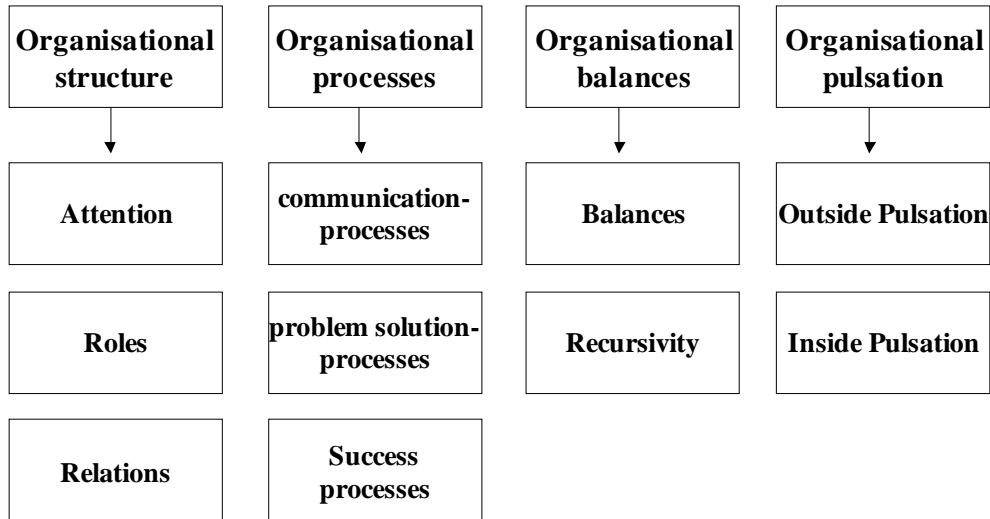 Organisational
structure
Organisational
processes
Organisational
balances
Organisational
pulsation
Attention
communication-
processes
Balances
Outside Pulsation
Roles
problem solution-
processes
Recursivity
Inside Pulsation
Relations
Success
processes